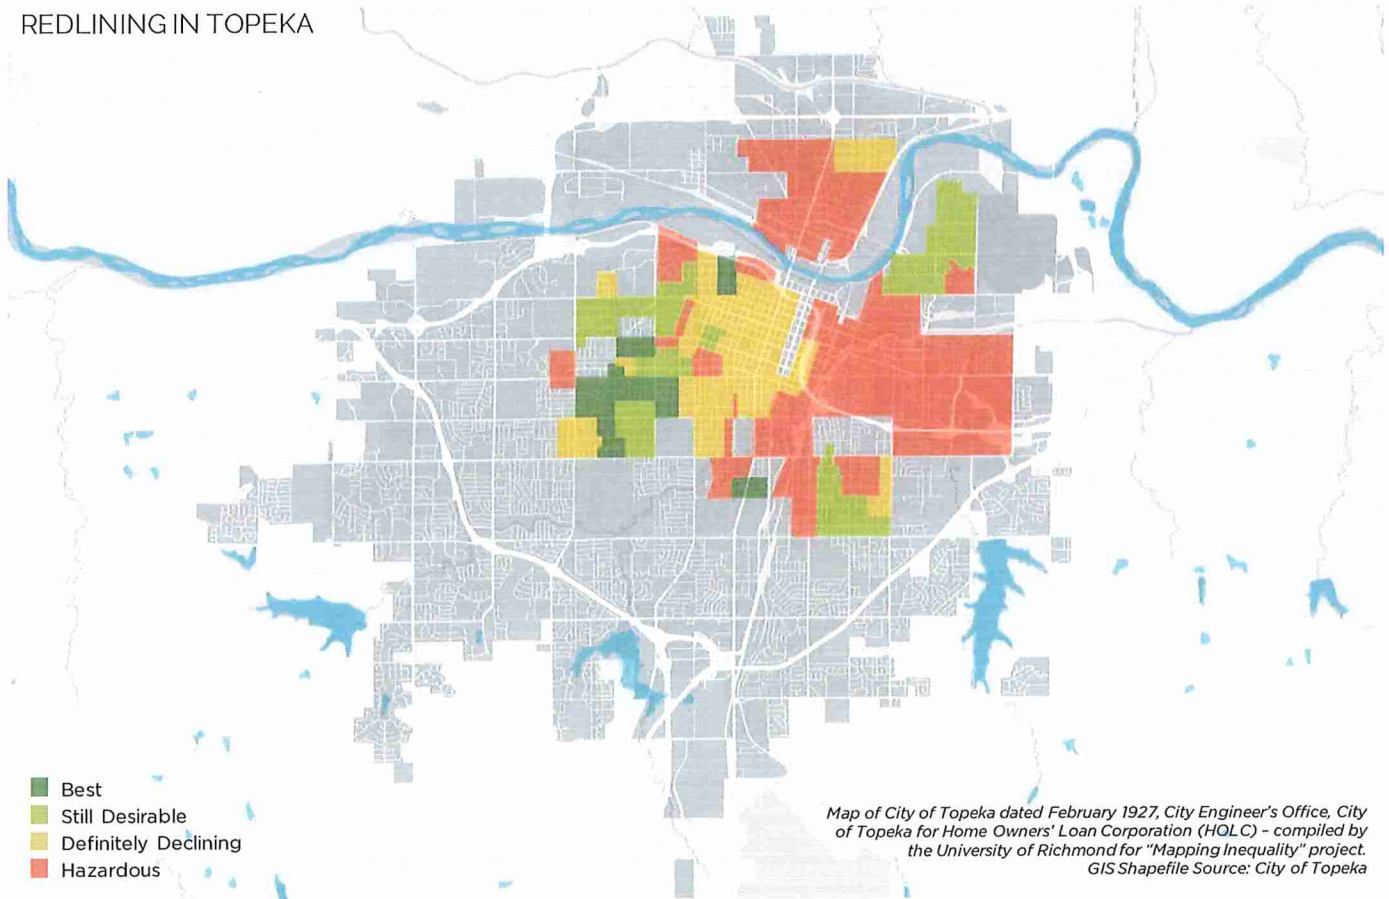 REDLINING IN TOPEKA
Best
Still Desirable
Definitely Declining
Hazardous
Map of City of Topeka dated February 1927, City Engineer's Office, City
of Topeka for Home Owners' Loan Corporation (HOLC) – compiled by
the University of Richmond for "Mapping Inequality" project.
GIS Shapefile Source: City of Topeka